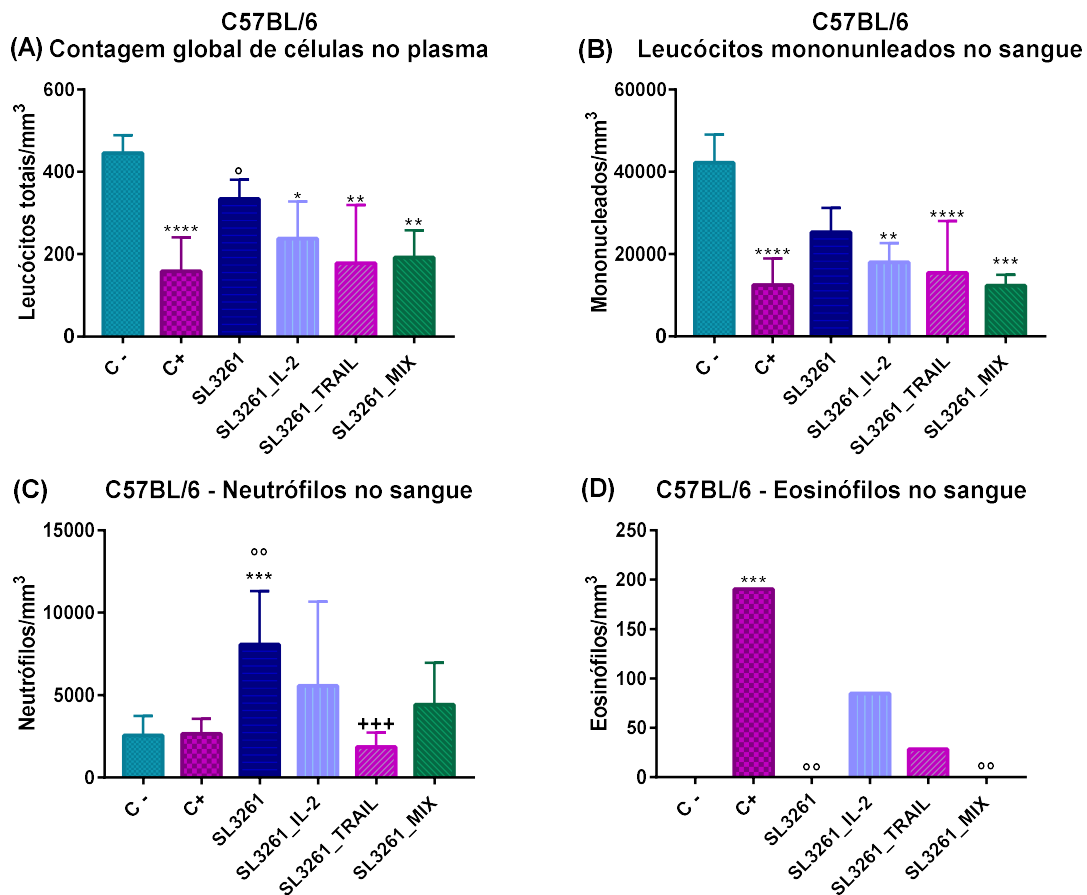 C57BL/6
(A) Contagem global de células no plasma
Leucócitos totais/mm³
600
400
200
0
****
°
*
**
**
C -
C+
SL3261
SL3261_IL-2
SL3261_TRAIL
SL3261_MIX
C57BL/6
(B) Leucócitos mononunleados no sangue
Mononucleados/mm³
60000
40000
20000
0
****
**
****
***
C -
C+
SL3261
SL3261_IL-2
SL3261_TRAIL
SL3261_MIX
(C) C57BL/6 - Neutrófilos no sangue
Neutrófilos/mm³
15000
10000
5000
0
°°
***
+++
C -
C+
SL3261
SL3261_IL-2
SL3261_TRAIL
SL3261_MIX
(D) C57BL/6 - Eosinófilos no sangue
Eosinófilos/mm³
250
200
150
100
50
0
***
°°
°°
C -
C+
SL3261
SL3261_IL-2
SL3261_TRAIL
SL3261_MIX